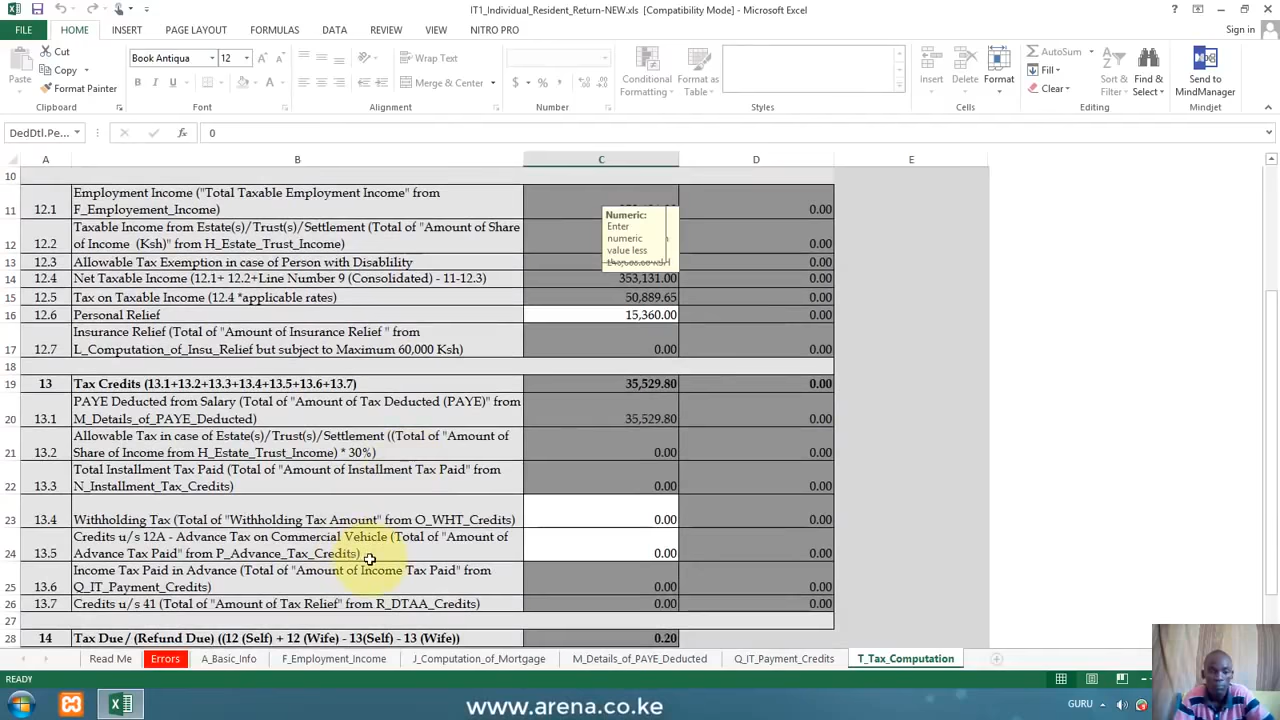 IT1_Individual_Resident_Return-NEW.xls [Compatibility Mode] - Microsoft Excel
FILE HOME INSERT PAGE LAYOUT FORMULAS DATA REVIEW VIEW NITRO PRO Sign in
Paste Cut Copy Format Painter
Book Antiqua 12 B I U
Wrap Text Merge & Center
$ % ,
Conditional Formatting Format as Table
Insert Delete Format
AutoSum Fill Clear
Sort & Filter Find & Select
Send to MindManager
Clipboard Font Alignment Number Styles Cells Editing Mindjet
DedDtl.Pe... fx 0
A B C D E
10
11 12.1 Employment Income ("Total Taxable Employment Income" from
F_Employement_Income) 0.00
12 12.2 Taxable Income from Estate(s)/Trust(s)/Settlement (Total of "Amount of Share
of Income (Ksh)" from H_Estate_Trust_Income) 0.00
Numeric:
Enter
numeric
value less
13 12.3 Allowable Tax Exemption in case of Person with Disablility 0.00
14 12.4 Net Taxable Income (12.1+ 12.2+Line Number 9 (Consolidated) - 11-12.3) 353,131.00 0.00
15 12.5 Tax on Taxable Income (12.4 *applicable rates) 50,889.65 0.00
16 12.6 Personal Relief 15,360.00 0.00
17 12.7 Insurance Relief (Total of "Amount of Insurance Relief " from
L_Computation_of_Insu_Relief but subject to Maximum 60,000 Ksh) 0.00 0.00
18
19 13 Tax Credits (13.1+13.2+13.3+13.4+13.5+13.6+13.7) 35,529.80 0.00
20 13.1 PAYE Deducted from Salary (Total of "Amount of Tax Deducted (PAYE)" from
M_Details_of_PAYE_Deducted) 35,529.80 0.00
21 13.2 Allowable Tax in case of Estate(s)/Trust(s)/Settlement ((Total of "Amount of
Share of Income from H_Estate_Trust_Income) * 30%) 0.00 0.00
22 13.3 Total Installment Tax Paid (Total of "Amount of Installment Tax Paid" from
N_Installment_Tax_Credits) 0.00 0.00
23 13.4 Withholding Tax (Total of "Withholding Tax Amount" from O_WHT_Credits) 0.00 0.00
24 13.5 Credits u/s 12A - Advance Tax on Commercial Vehicle (Total of "Amount of
Advance Tax Paid" from P_Advance_Tax_Credits) 0.00 0.00
25 13.6 Income Tax Paid in Advance (Total of "Amount of Income Tax Paid" from
Q_IT_Payment_Credits) 0.00 0.00
26 13.7 Credits u/s 41 (Total of "Amount of Tax Relief" from R_DTAA_Credits) 0.00 0.00
27
28 14 Tax Due/ (Refund Due) ((12 (Self) + 12 (Wife) - 13(Self) - 13 (Wife)) 0.20
Read Me Errors A_Basic_Info F_Employment_Income J_Computation_of_Mortgage M_Details_of_PAYE_Deducted Q_IT_Payment_Credits T_Tax_Computation
READY
www.arena.co.ke GURU